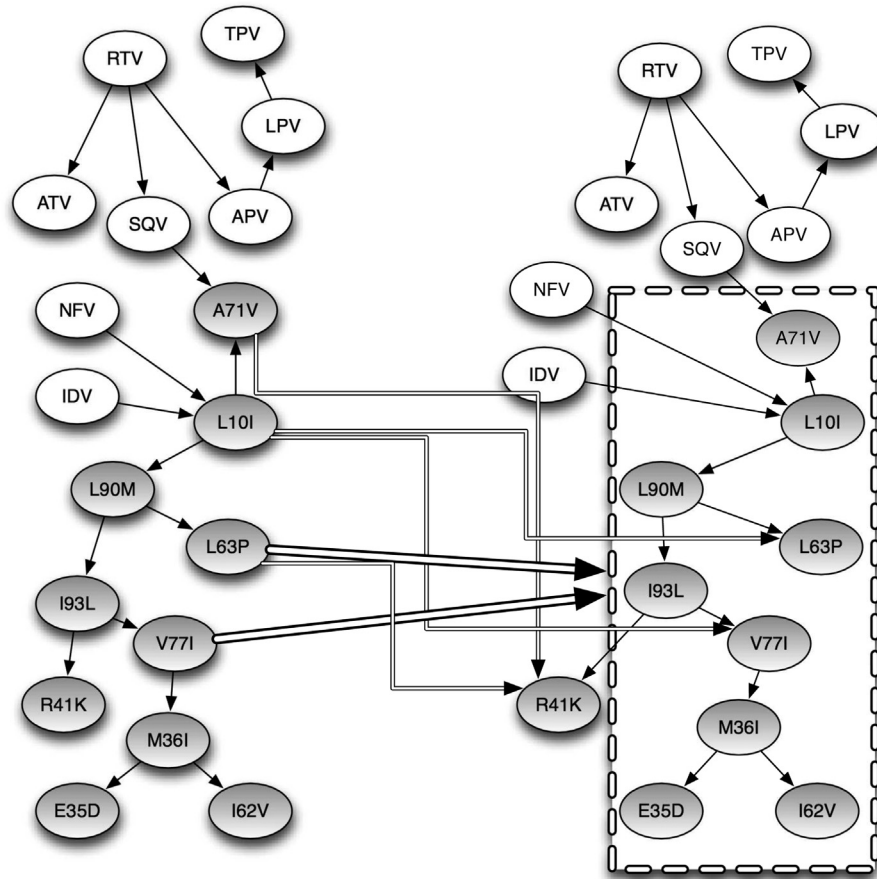 TPV
RTV
LPV
ATV
SQV
APV
NFV
A71V
IDV
L10I
L90M
L63P
I93L
V77I
R41K
M36I
E35D
I62V
TPV
RTV
LPV
ATV
SQV
APV
NFV
A71V
IDV
L10I
L90M
L63P
I93L
V77I
R41K
M36I
E35D
I62V